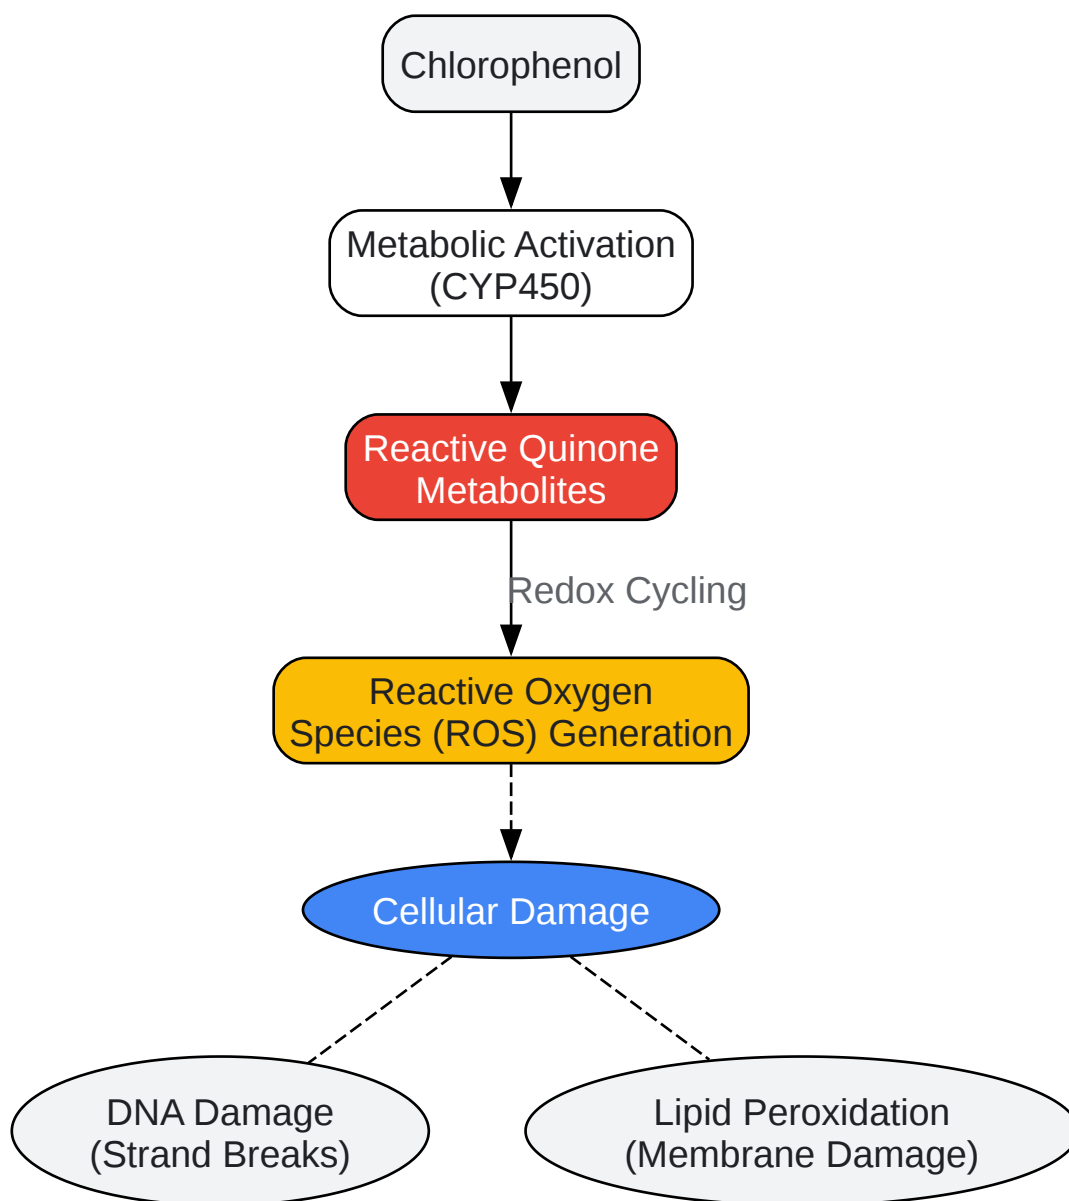 Chlorophenol
Metabolic Activation
(CYP450)
Reactive Quinone
Metabolites
Redox Cycling
Reactive Oxygen
Species (ROS) Generation
Cellular Damage
DNA Damage
(Strand Breaks)
Lipid Peroxidation
(Membrane Damage)